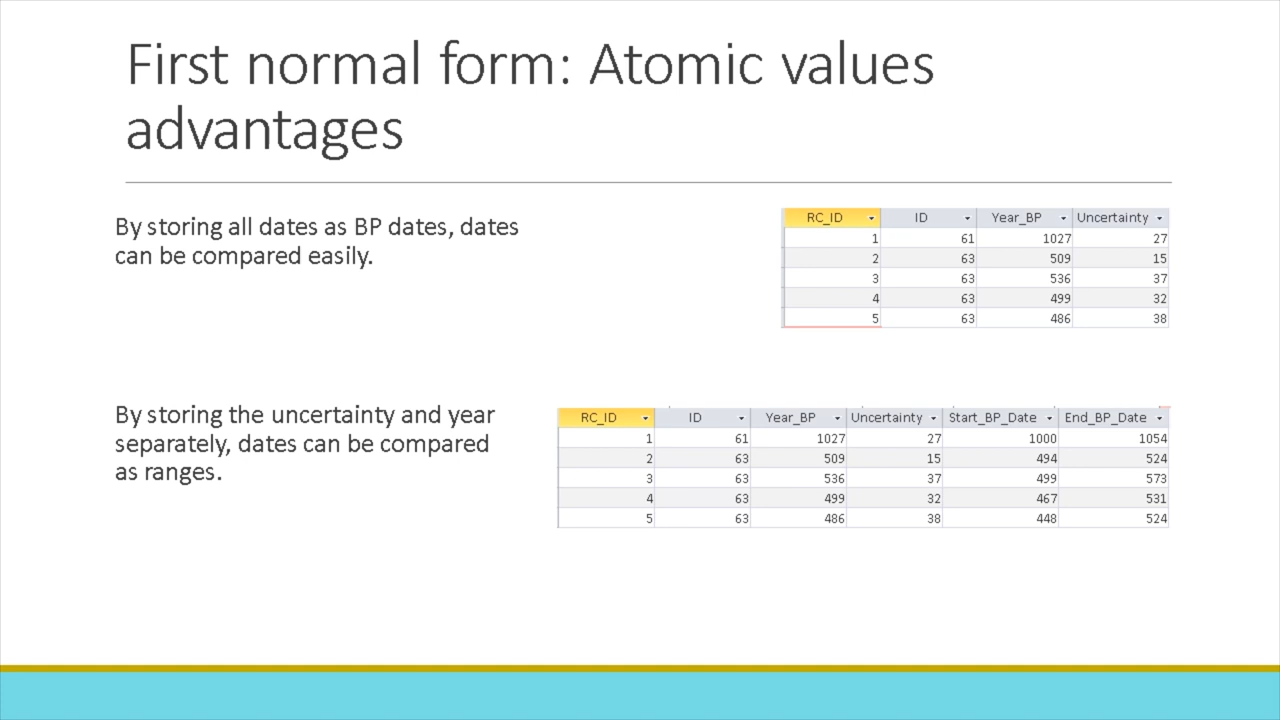 First normal form: Atomic values
advantages
By storing all dates as BP dates, dates
can be compared easily.
RC_ID ID Year_BP Uncertainty
1 61 1027 27
2 63 509 15
3 63 536 37
4 63 499 32
5 63 486 38
By storing the uncertainty and year
separately, dates can be compared
as ranges.
RC_ID ID Year_BP Uncertainty Start_BP_Date End_BP_Date
1 61 1027 27 1000 1054
2 63 509 15 494 524
3 63 536 37 499 573
4 63 499 32 467 531
5 63 486 38 448 524